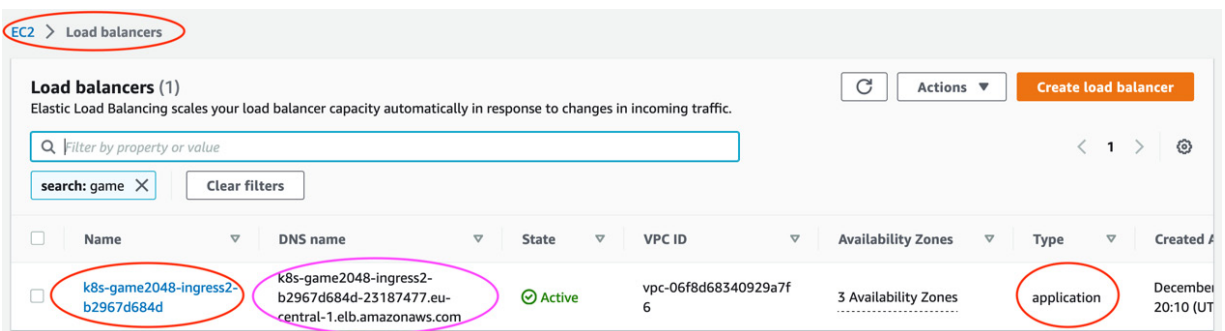 EC2 > Load balancers
Load balancers (1)
Elastic Load Balancing scales your load balancer capacity automatically in response to changes in incoming traffic.
Actions ▼
Create load balancer
Filter by property or value
< 1 >
search: game ×
Clear filters
Name DNS name State VPC ID Availability Zones Type Created A
k8s-game2048-ingress2-
b2967d684d
k8s-game2048-ingress2-
b2967d684d-23187477.eu-
central-1.elb.amazonaws.com
Active
vpc-06f8d68340929a7f
6
3 Availability Zones
application
December
20:10 (UT